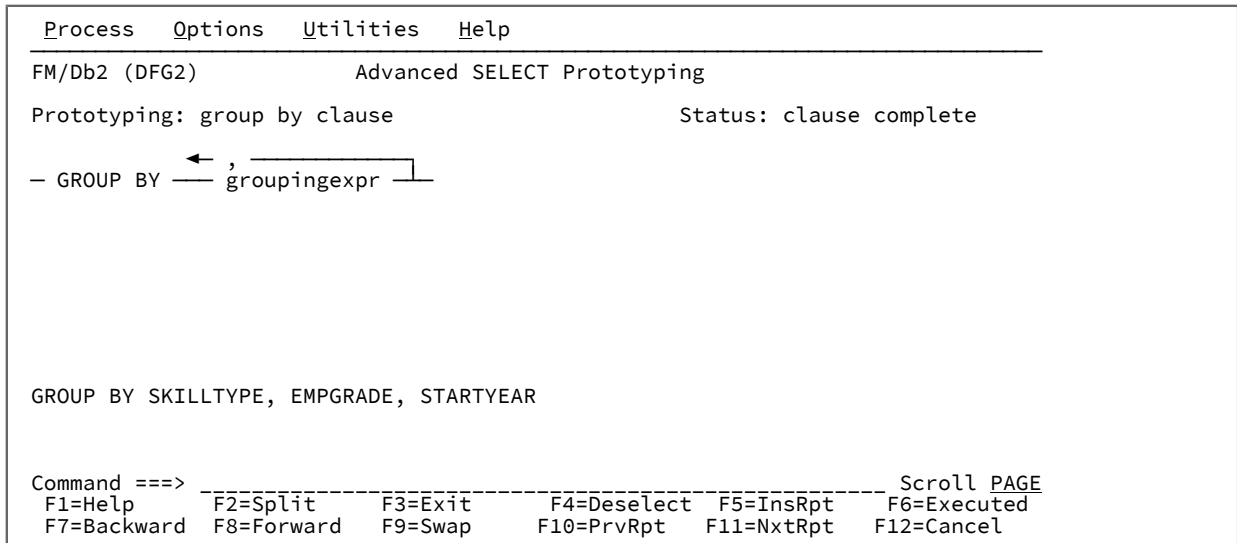 Process Options Utilities Help
FM/Db2 (DFG2) Advanced SELECT Prototyping
Prototyping: group by clause Status: clause complete
,
GROUP BY groupingexpr
GROUP BY SKILLTYPE, EMPGRADE, STARTYEAR
Command ===> Scroll PAGE
F1=Help F2=Split F3=Exit F4=Deselect F5=InsRpt F6=Executed
F7=Backward F8=Forward F9=Swap F10=PrvRpt F11=NxtRpt F12=Cancel